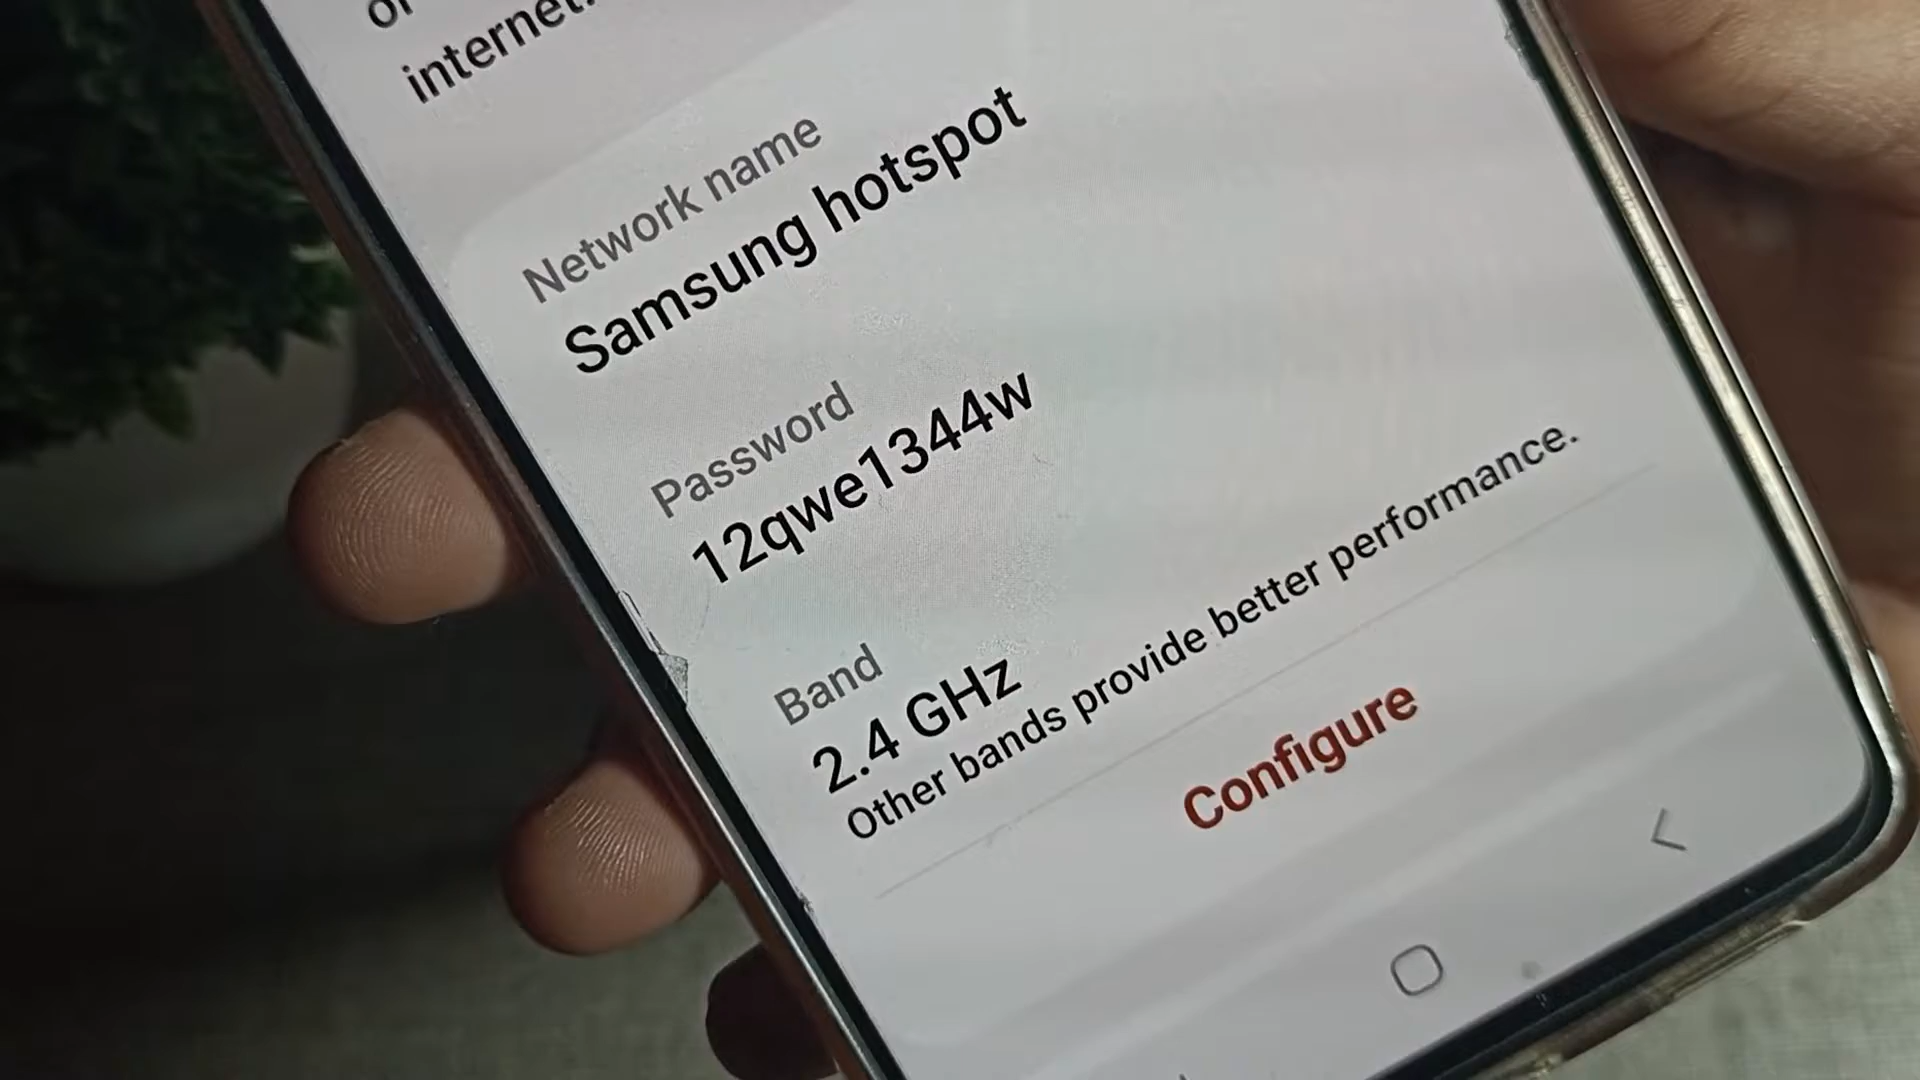 internet.
Network name
Samsung hotspot
Password
12qwe1344w
Band
2.4 GHz
Other bands provide better performance.
Configure